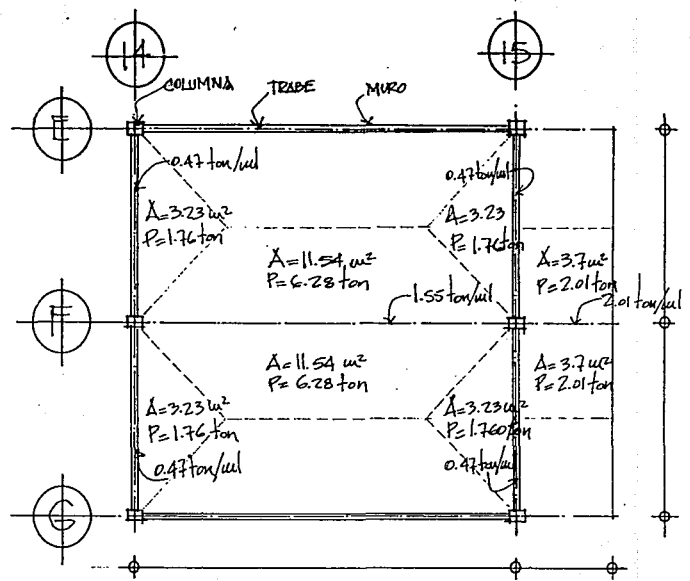 14
15
COLUMNA
TRABE
MURO
E
0.47 ton/ml
0.47 ton/ml
A=3.23 m²
P=1.76 ton
A=3.23
P=1.76 ton
A=11.54 m²
P=6.28 ton
A=3.7 m²
P=2.01 ton
1.55 ton/ml
2.01 ton/ml
F
A=11.54 m²
P=6.28 ton
A=3.7 m²
P=2.01 ton
A=3.23 m²
P=1.76 ton
A=3.23 m²
P=1.760 ton
0.47 ton/ml
0.47 ton/ml
G